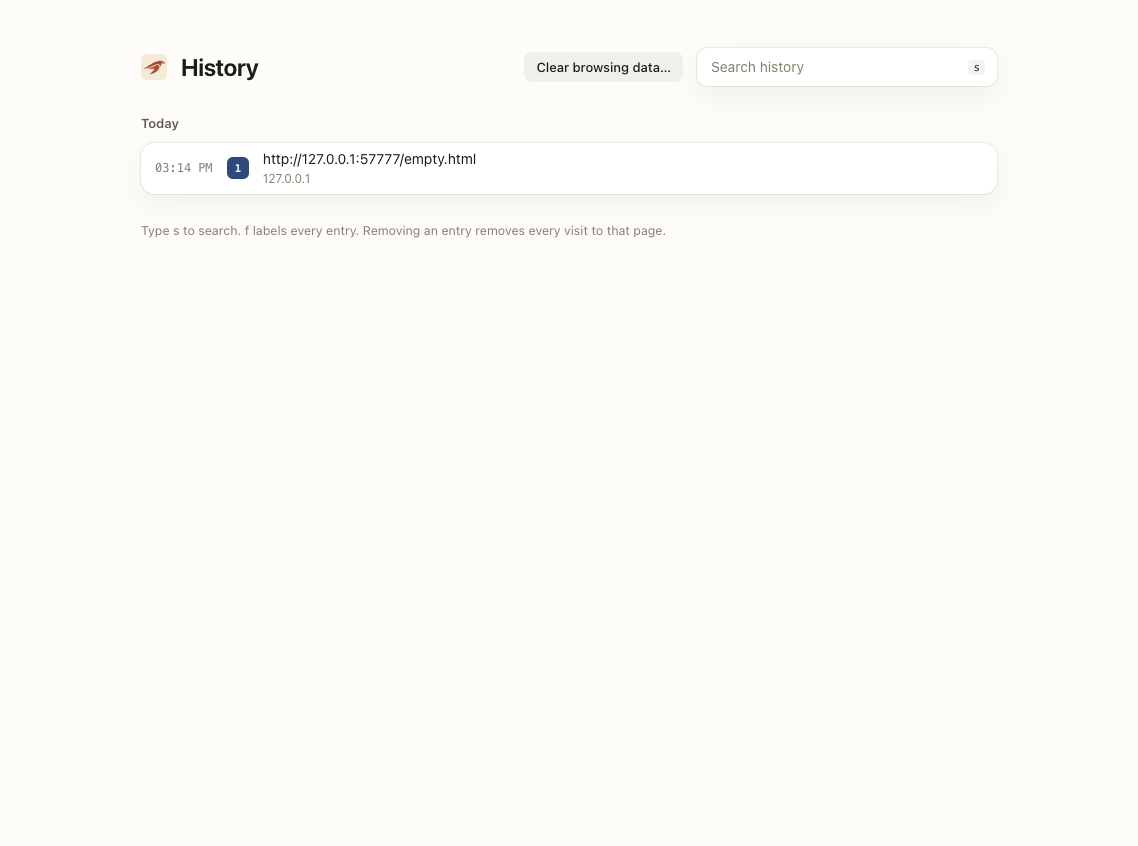 History
Clear browsing data...
Search history
s
Today
03:14 PM
1
http://127.0.0.1:57777/empty.html
127.0.0.1
Type s to search. f labels every entry. Removing an entry removes every visit to that page.